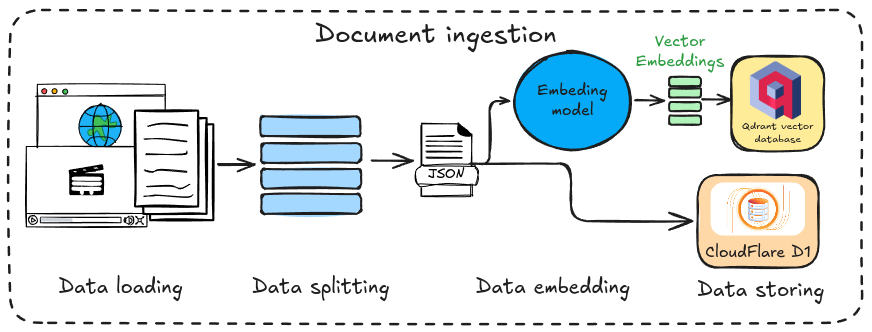 Document ingestion
Vector
Embeddings
Embeding
model
Qdrant vector
database
JSON
CloudFlare D1
Data loading
Data splitting
Data embedding
Data storing